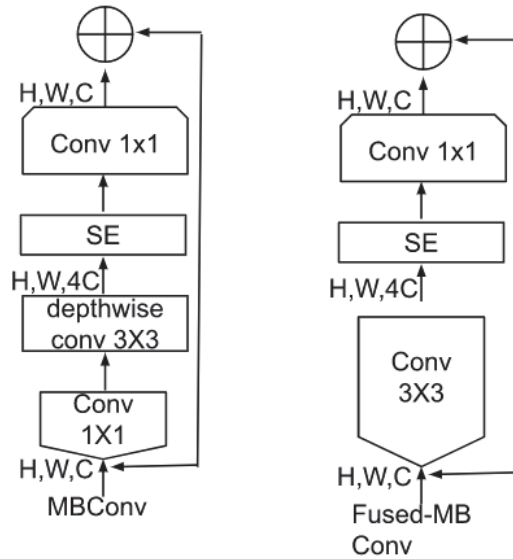 H,W,C
Conv 1x1
SE
H,W,4C
depthwise
conv 3X3
Conv
1X1
H,W,C
MBConv
H,W,C
Conv 1x1
SE
H,W,4C
Conv
3X3
H,W,C
Fused-MB
Conv